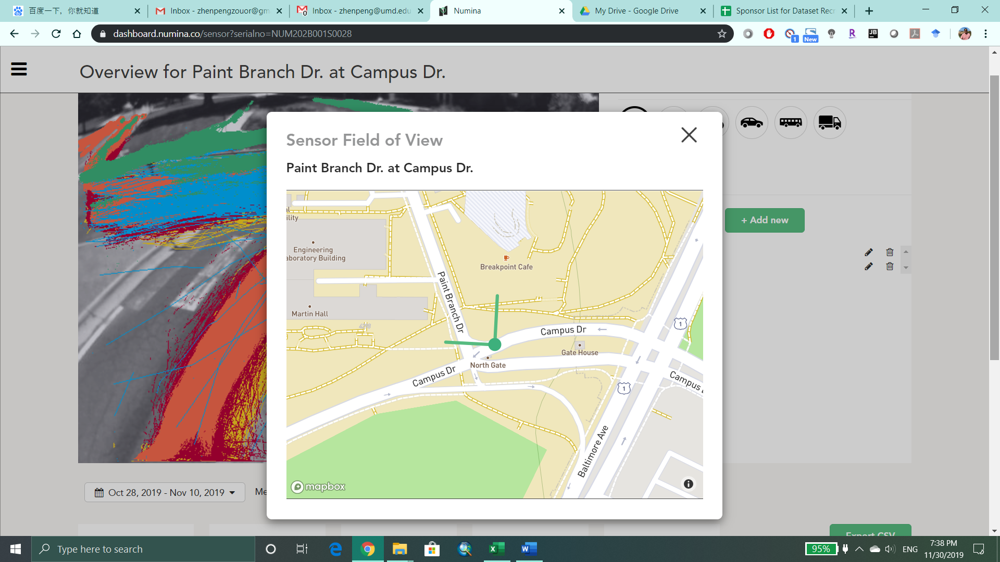 百度一下，你就知道
Inbox - zhenpengzouor@gm
Inbox - zhenpeng@umd.edu
Numina
My Drive - Google Drive
Sponsor List for Dataset Recr
dashboard.numina.co/sensor?serialno=NUM202B001S0028
1
New
R
JB
Overview for Paint Branch Dr. at Campus Dr.
Sensor Field of View
Paint Branch Dr. at Campus Dr.
+ Add new
al
ility
Engineering
aboratory Building
Breakpoint Cafe
Paint Branch Dr
Martin Hall
4298
Campus Dr
1
Gate House
North Gate
Campus Dr
Campus D
1
Baltimore Ave
mapbox
Oct 28, 2019 - Nov 10, 2019
Me
Export CSV
Type here to search
95%
ENG
7:38 PM
11/30/2019